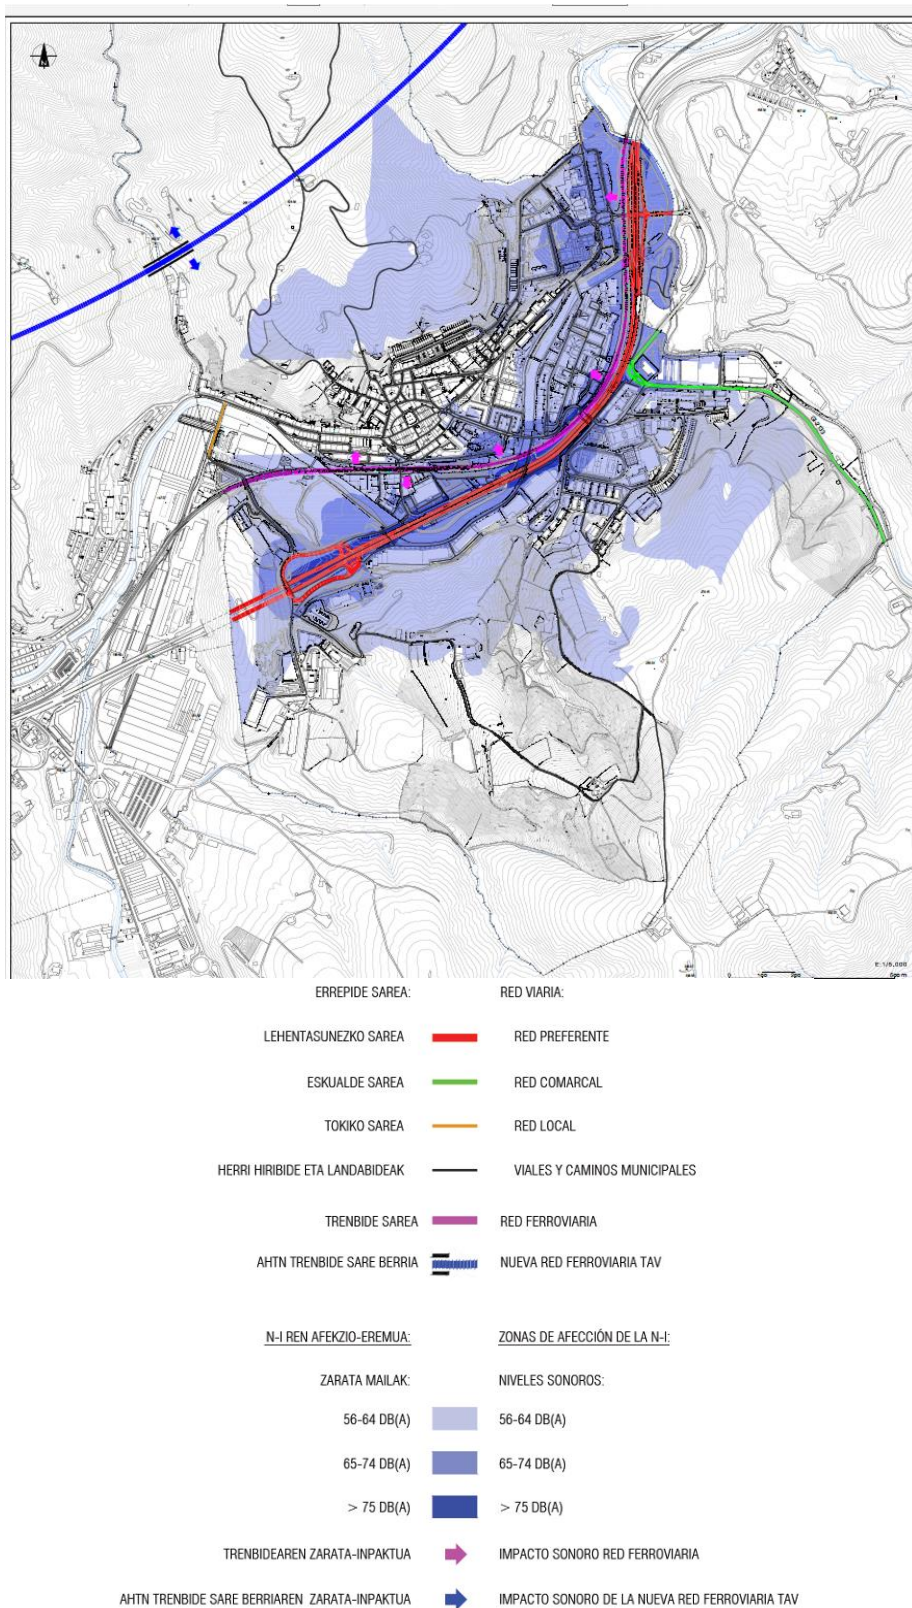 N
E: 1/6,000
ERREPIDE SAREA: RED VIARIA:
LEHENTASUNEZKO SAREA RED PREFERENTE
ESKUALDE SAREA RED COMARCAL
TOKIKO SAREA RED LOCAL
HERRI HIRIBIDE ETA LANDABIDEAK VIALES Y CAMINOS MUNICIPALES
TRENBIDE SAREA RED FERROVIARIA
AHTN TRENBIDE SARE BERRIA NUEVA RED FERROVIARIA TAV
N-I REN AFEKZIO-EREMUA: ZONAS DE AFECCIÓN DE LA N-I:
ZARATA MAILAK: NIVELES SONOROS:
56-64 DB(A) 56-64 DB(A)
65-74 DB(A) 65-74 DB(A)
> 75 DB(A) > 75 DB(A)
TRENBIDEAREN ZARATA-INPAKTUA IMPACTO SONORO RED FERROVIARIA
AHTN TRENBIDE SARE BERRIAREN ZARATA-INPAKTUA IMPACTO SONORO DE LA NUEVA RED FERROVIARIA TAV